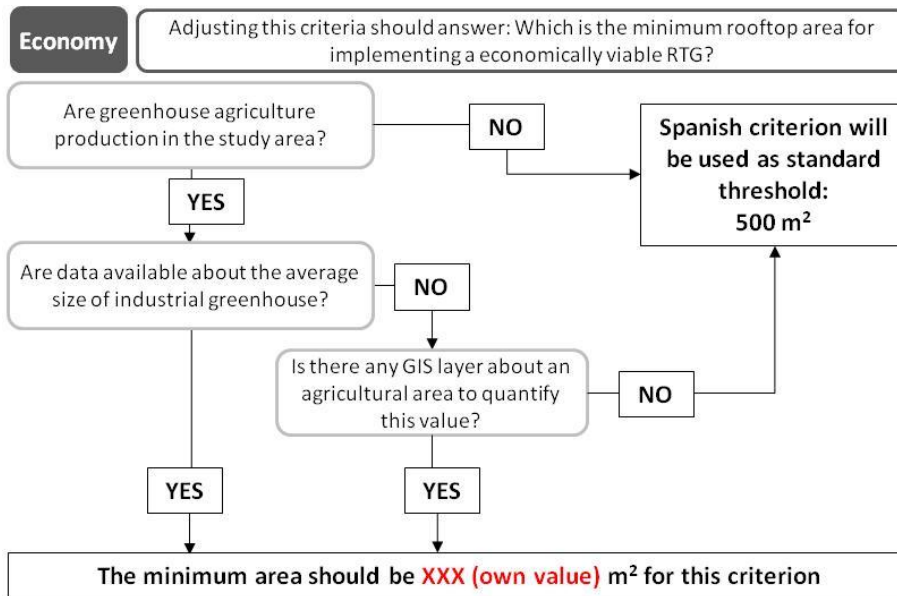 Economy
Adjusting this criteria should answer: Which is the minimum rooftop area for
implementing a economically viable RTG?
Are greenhouse agriculture
production in the study area?
NO
Spanish criterion will
be used as standard
threshold:
500 m²
YES
Are data available about the average
size of industrial greenhouse?
NO
Is there any GIS layer about an
agricultural area to quantify
this value?
NO
YES
YES
The minimum area should be XXX (own value) m² for this criterion